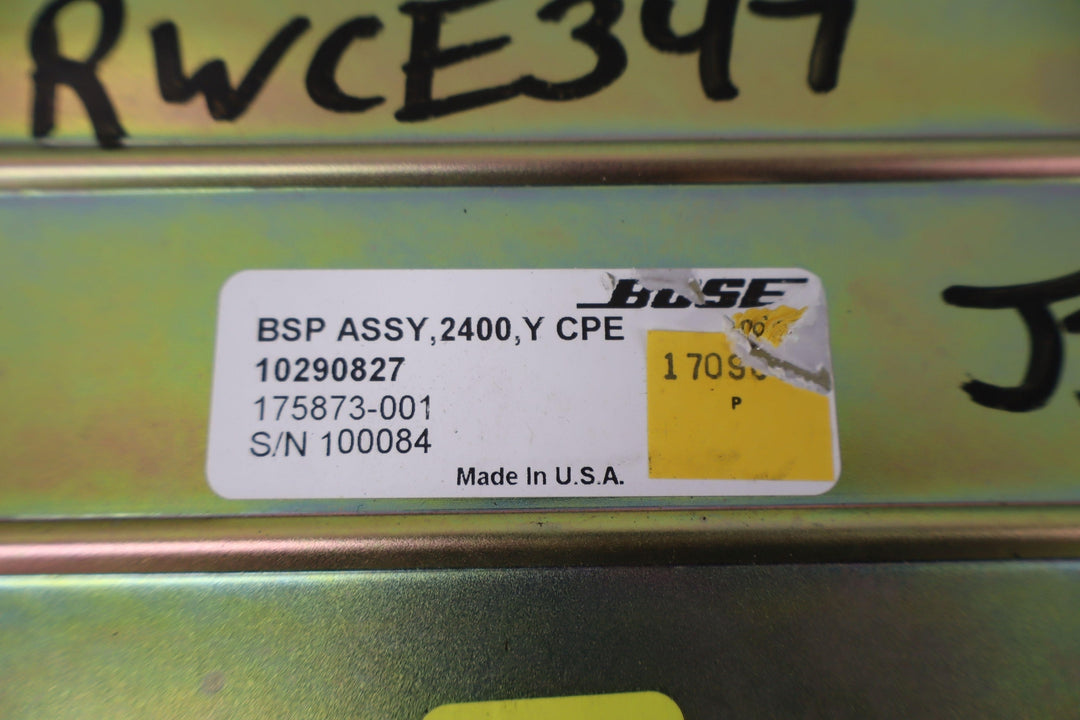 RWCE347
BOSE
BSP ASSY,2400,Y CPE
10290827
175873-001
S/N 100084
Made In U.S.A.
P